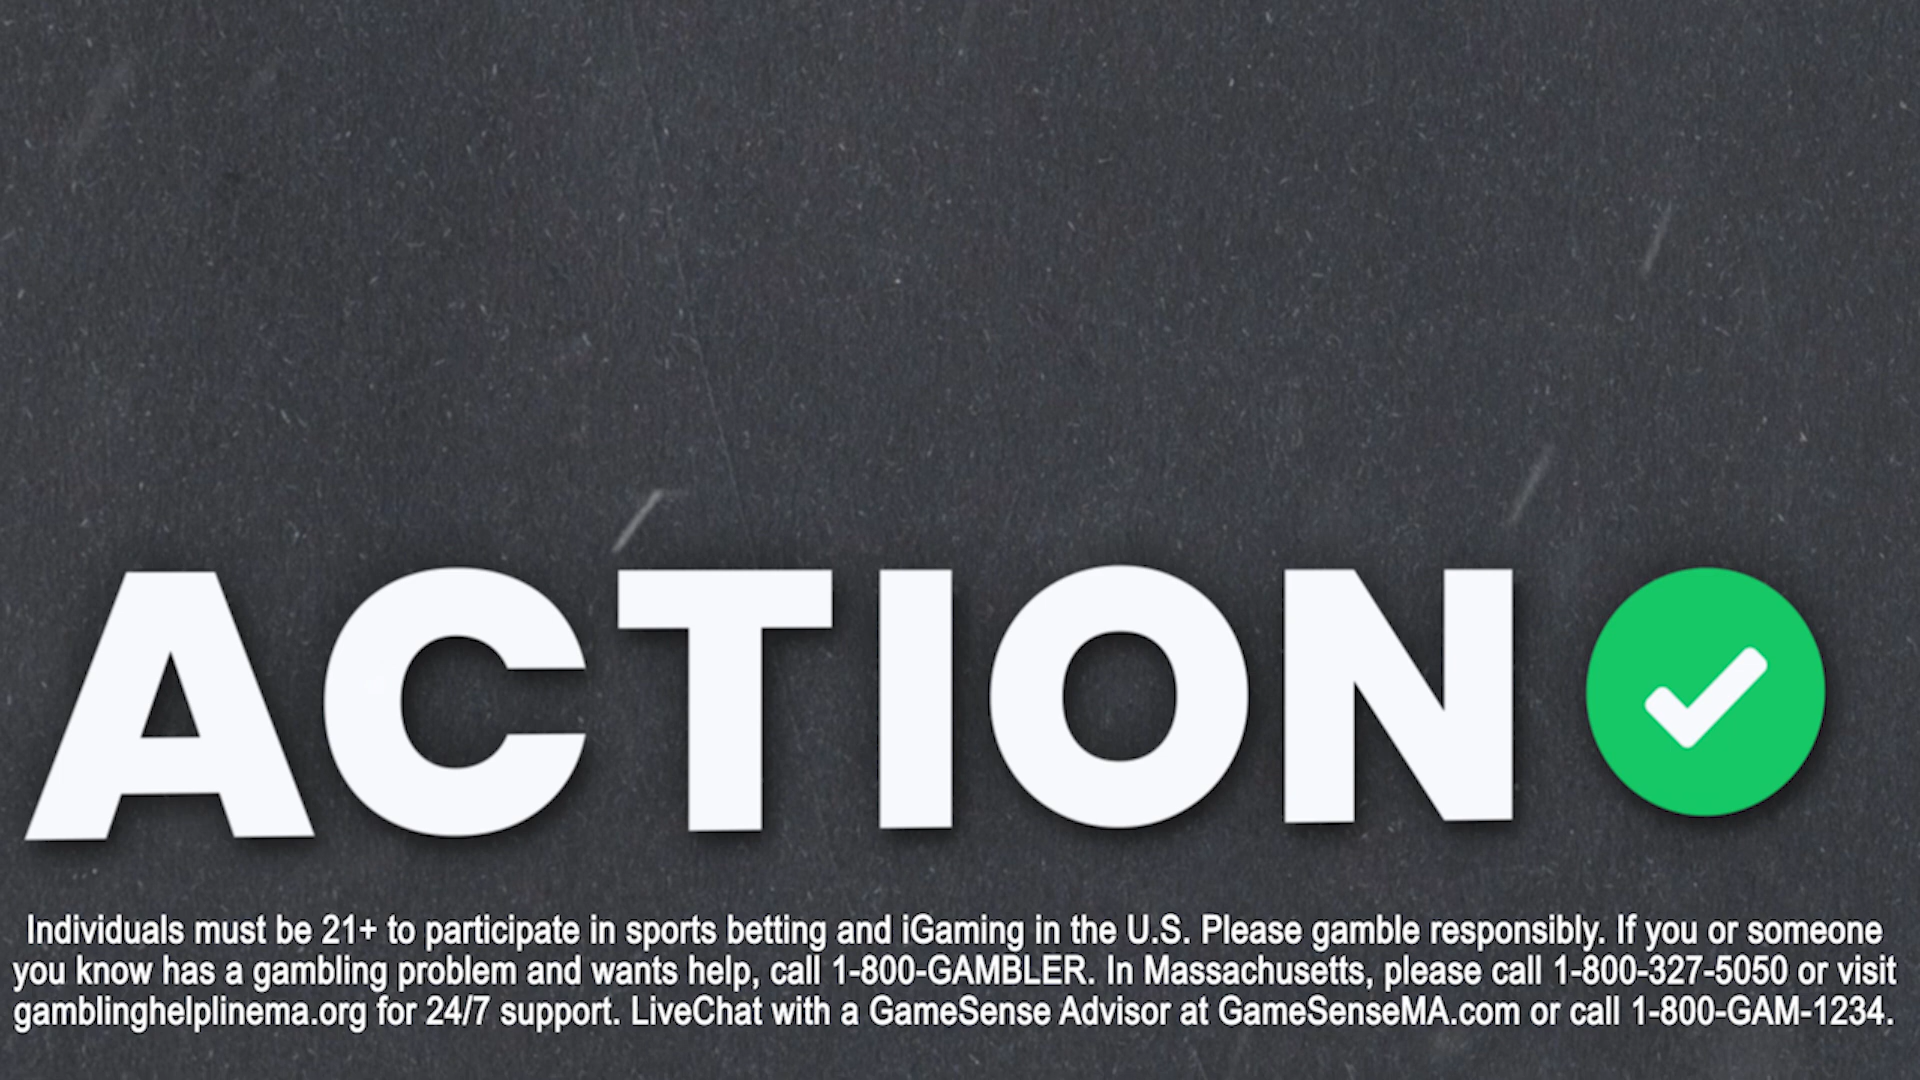 ACTION
Individuals must be 21+ to participate in sports betting and iGaming in the U.S. Please gamble responsibly. If you or someone
you know has a gambling problem and wants help, call 1-800-GAMBLER. In Massachusetts, please call 1-800-327-5050 or visit
gamblinghelplinema.org for 24/7 support. LiveChat with a GameSense Advisor at GameSenseMA.com or call 1-800-GAM-1234.